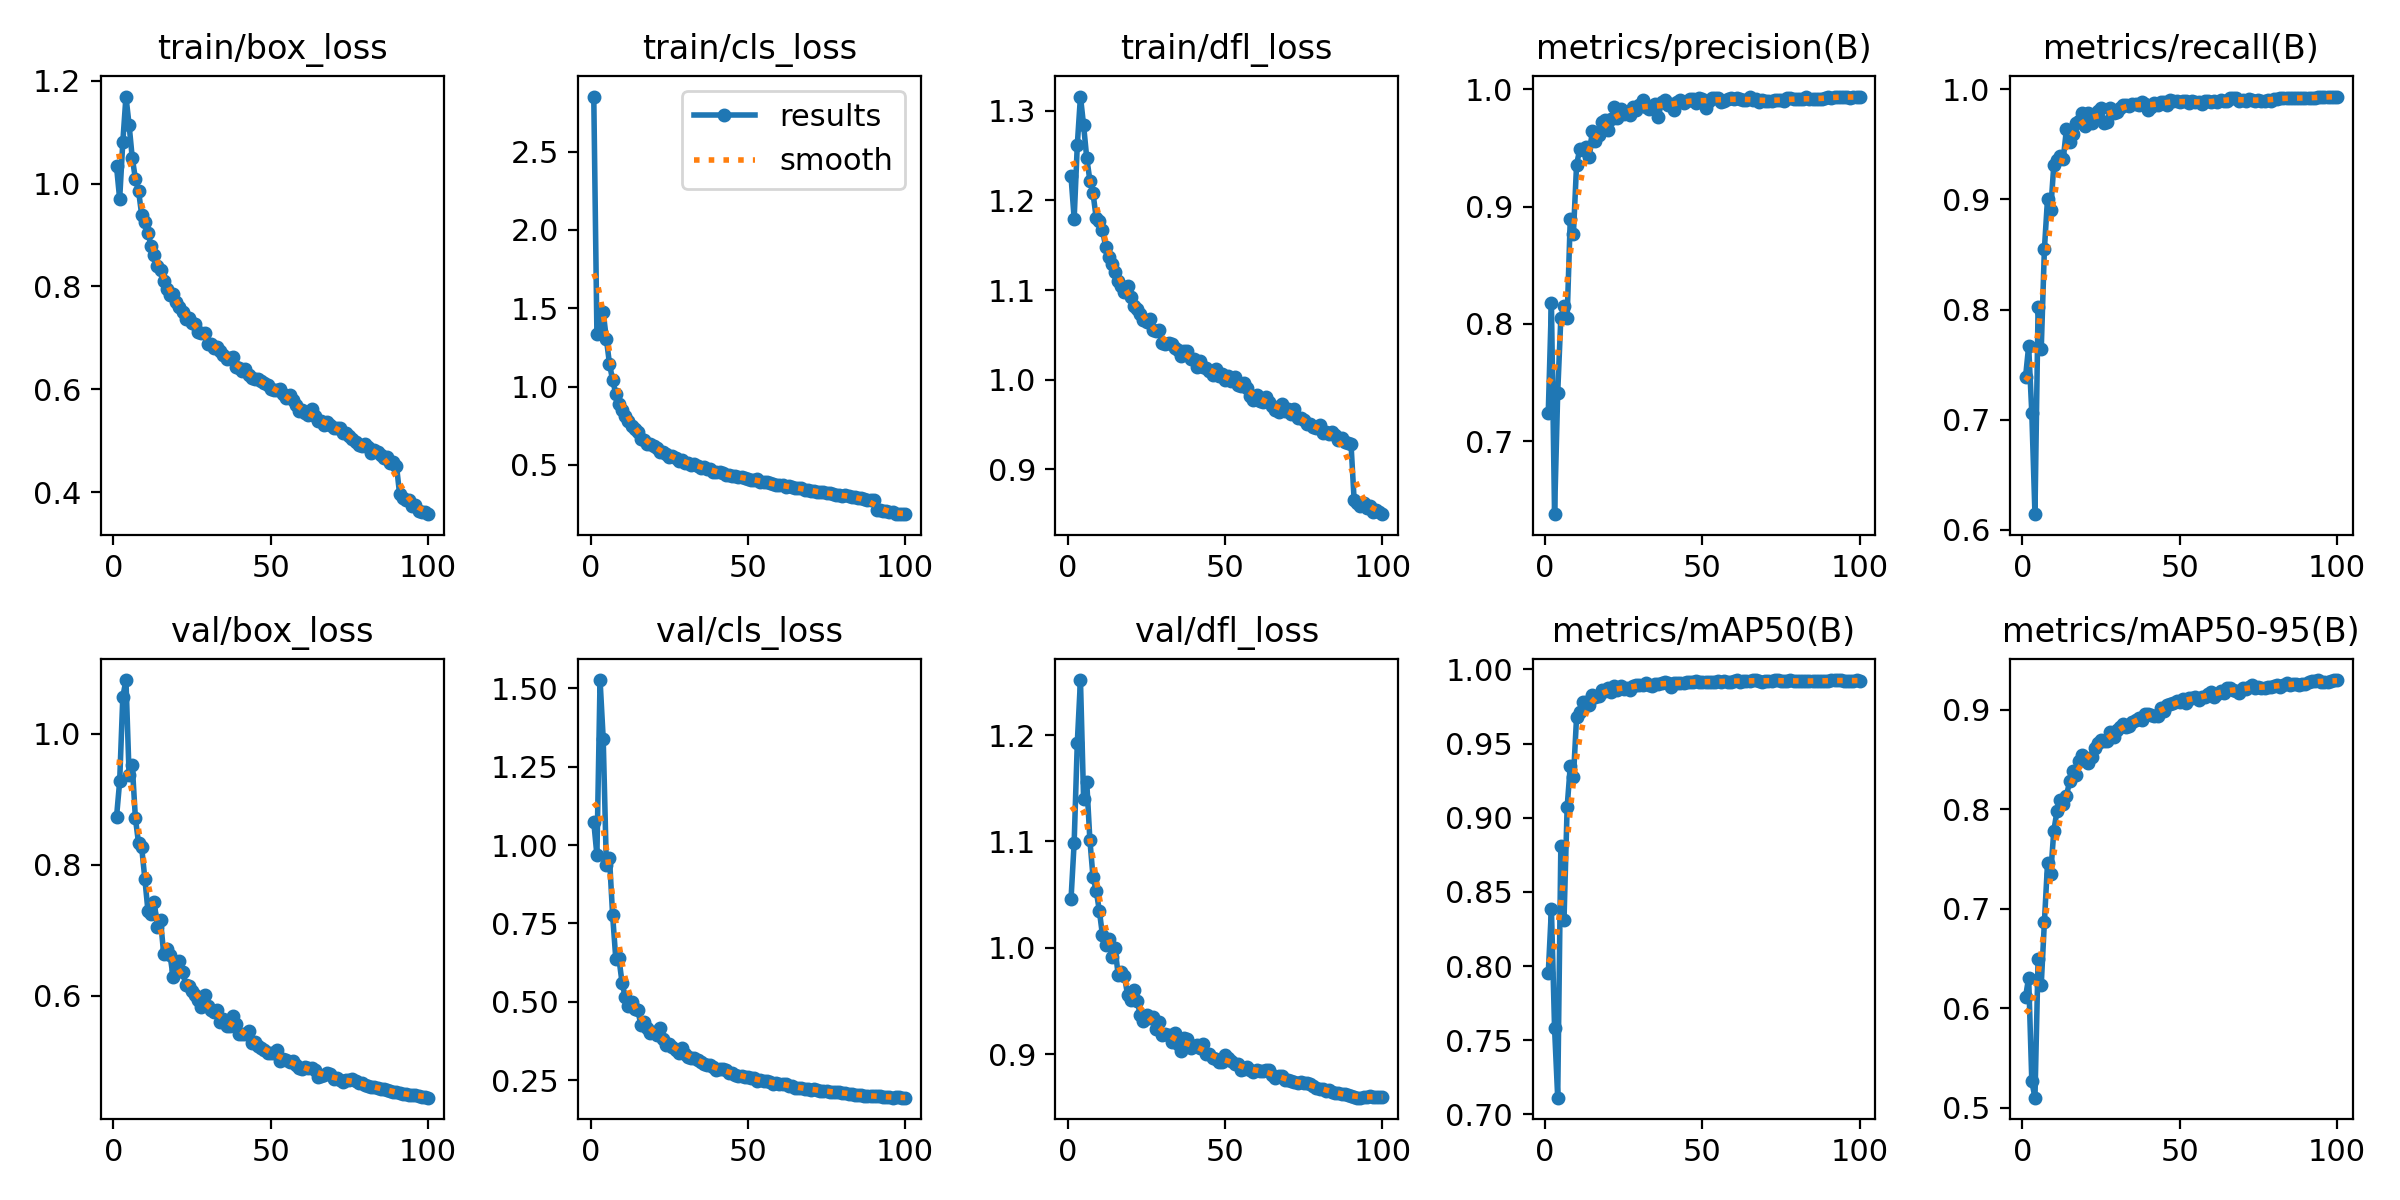 train/box_loss
1.2
1.0
0.8
0.6
0.4
0 50 100
train/cls_loss
results
smooth
2.5
2.0
1.5
1.0
0.5
0 50 100
train/dfl_loss
1.3
1.2
1.1
1.0
0.9
0 50 100
metrics/precision(B)
1.0
0.9
0.8
0.7
0 50 100
metrics/recall(B)
1.0
0.9
0.8
0.7
0.6
0 50 100
val/box_loss
1.0
0.8
0.6
0 50 100
val/cls_loss
1.50
1.25
1.00
0.75
0.50
0.25
0 50 100
val/dfl_loss
1.2
1.1
1.0
0.9
0 50 100
metrics/mAP50(B)
1.00
0.95
0.90
0.85
0.80
0.75
0.70
0 50 100
metrics/mAP50-95(B)
0.9
0.8
0.7
0.6
0.5
0 50 100